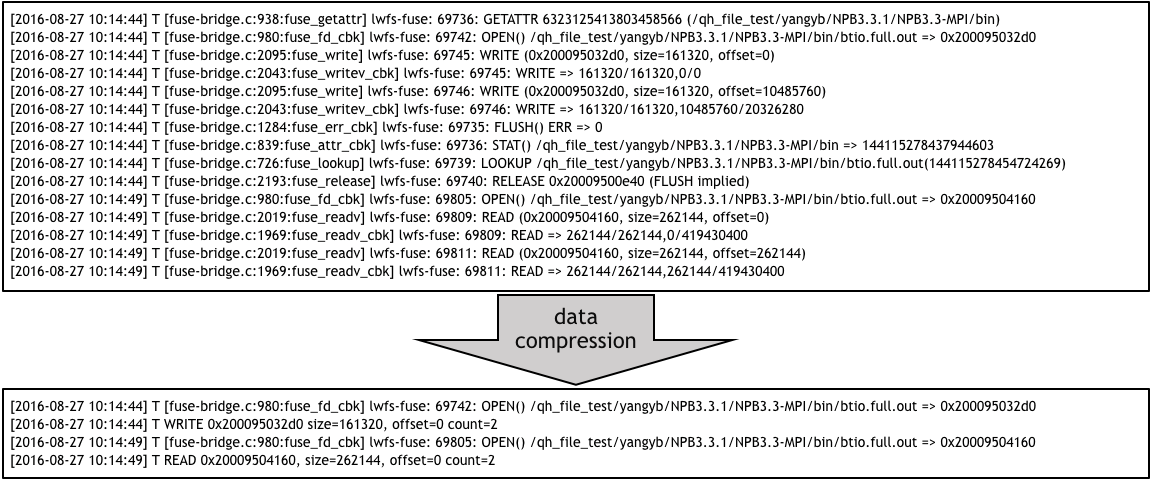 [2016-08-27 10:14:44] T [fuse-bridge.c:938:fuse_getattr] lwfs-fuse: 69736: GETATTR 6323125413803458566 (/qh_file_test/yangyb/NPB3.3.1/NPB3.3-MPI/bin)
[2016-08-27 10:14:44] T [fuse-bridge.c:980:fuse_fd_cbk] lwfs-fuse: 69742: OPEN() /qh_file_test/yangyb/NPB3.3.1/NPB3.3-MPI/bin/btio.full.out => 0x200095032d0
[2016-08-27 10:14:44] T [fuse-bridge.c:2095:fuse_write] lwfs-fuse: 69745: WRITE (0x200095032d0, size=161320, offset=0)
[2016-08-27 10:14:44] T [fuse-bridge.c:2043:fuse_writev_cbk] lwfs-fuse: 69745: WRITE => 161320/161320,0/0
[2016-08-27 10:14:44] T [fuse-bridge.c:2095:fuse_write] lwfs-fuse: 69746: WRITE (0x200095032d0, size=161320, offset=10485760)
[2016-08-27 10:14:44] T [fuse-bridge.c:2043:fuse_writev_cbk] lwfs-fuse: 69746: WRITE => 161320/161320,10485760/20326280
[2016-08-27 10:14:44] T [fuse-bridge.c:1284:fuse_err_cbk] lwfs-fuse: 69735: FLUSH() ERR => 0
[2016-08-27 10:14:44] T [fuse-bridge.c:839:fuse_attr_cbk] lwfs-fuse: 69736: STAT() /qh_file_test/yangyb/NPB3.3.1/NPB3.3-MPI/bin => 144115278437944603
[2016-08-27 10:14:44] T [fuse-bridge.c:726:fuse_lookup] lwfs-fuse: 69739: LOOKUP /qh_file_test/yangyb/NPB3.3.1/NPB3.3-MPI/bin/btio.full.out(144115278454724269)
[2016-08-27 10:14:44] T [fuse-bridge.c:2193:fuse_release] lwfs-fuse: 69740: RELEASE 0x20009500e40 (FLUSH implied)
[2016-08-27 10:14:49] T [fuse-bridge.c:980:fuse_fd_cbk] lwfs-fuse: 69805: OPEN() /qh_file_test/yangyb/NPB3.3.1/NPB3.3-MPI/bin/btio.full.out => 0x20009504160
[2016-08-27 10:14:49] T [fuse-bridge.c:2019:fuse_readv] lwfs-fuse: 69809: READ (0x20009504160, size=262144, offset=0)
[2016-08-27 10:14:49] T [fuse-bridge.c:1969:fuse_readv_cbk] lwfs-fuse: 69809: READ => 262144/262144,0/419430400
[2016-08-27 10:14:49] T [fuse-bridge.c:2019:fuse_readv] lwfs-fuse: 69811: READ (0x20009504160, size=262144, offset=262144)
[2016-08-27 10:14:49] T [fuse-bridge.c:1969:fuse_readv_cbk] lwfs-fuse: 69811: READ => 262144/262144,262144/419430400
data
compression
[2016-08-27 10:14:44] T [fuse-bridge.c:980:fuse_fd_cbk] lwfs-fuse: 69742: OPEN() /qh_file_test/yangyb/NPB3.3.1/NPB3.3-MPI/bin/btio.full.out => 0x200095032d0
[2016-08-27 10:14:44] T WRITE 0x200095032d0 size=161320, offset=0 count=2
[2016-08-27 10:14:49] T [fuse-bridge.c:980:fuse_fd_cbk] lwfs-fuse: 69805: OPEN() /qh_file_test/yangyb/NPB3.3.1/NPB3.3-MPI/bin/btio.full.out => 0x20009504160
[2016-08-27 10:14:49] T READ 0x20009504160, size=262144, offset=0 count=2